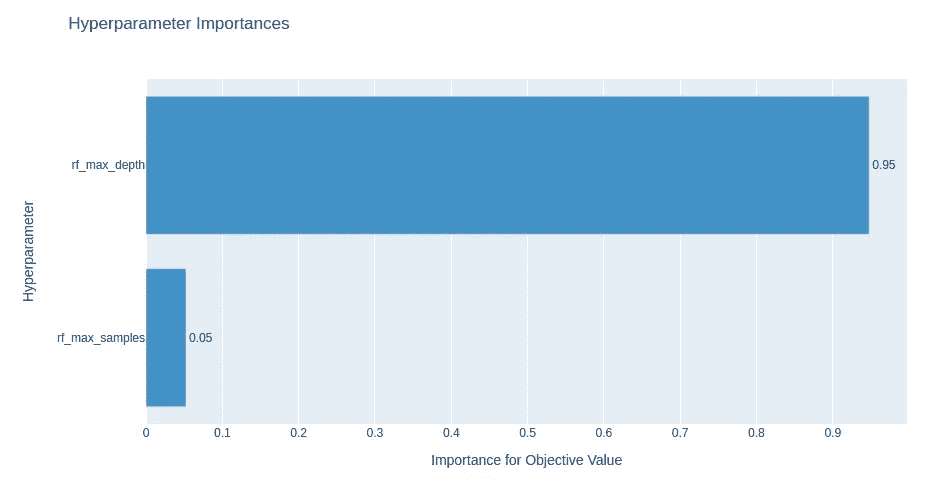 Hyperparameter Importances
Hyperparameter
rf_max_depth
0.95
rf_max_samples
0.05
0 0.1 0.2 0.3 0.4 0.5 0.6 0.7 0.8 0.9
Importance for Objective Value